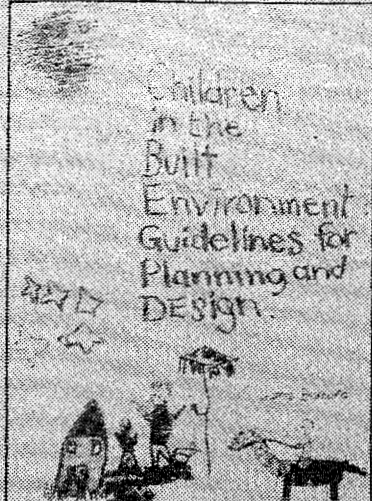 Children
in the
Built
Environment
Guidelines for
Planning and
DEsign.